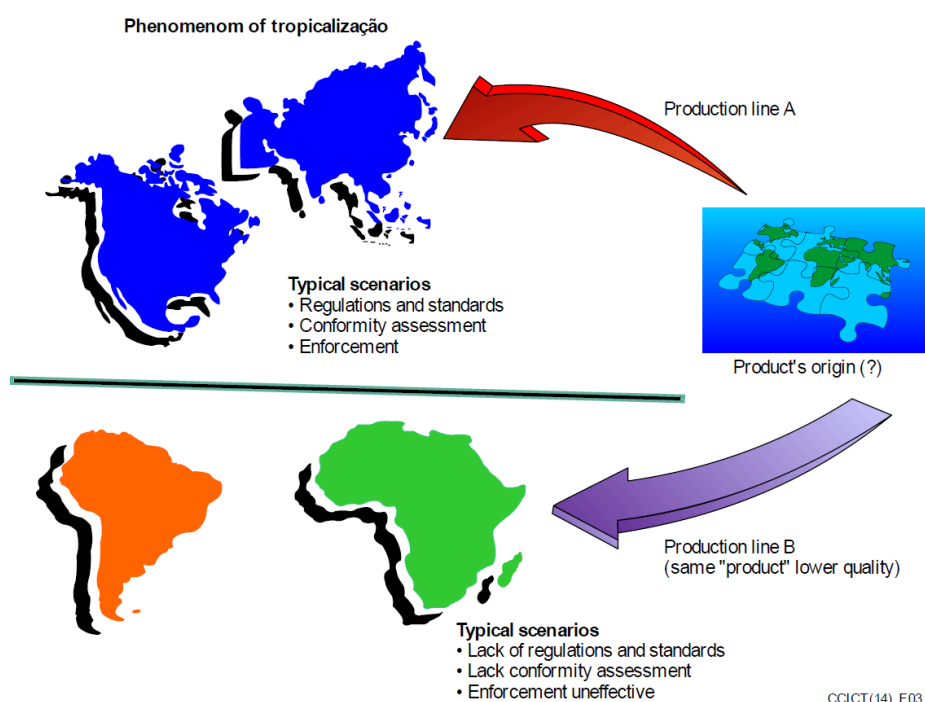 Phenomenom of tropicalização
Production line A
Typical scenarios
• Regulations and standards
• Conformity assessment
• Enforcement
Product's origin (?)
Production line B
(same "product" lower quality)
Typical scenarios
• Lack of regulations and standards
• Lack conformity assessment
• Enforcement uneffective
CCICT(14)_F03